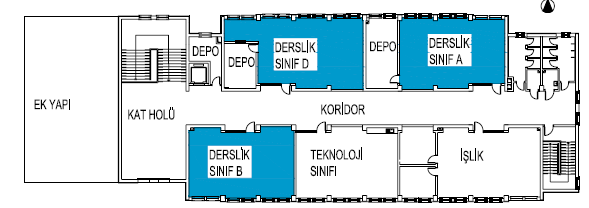 DEPO
DEPO
DERSLİK
SINIF D
DEPO
DERSLİK
SINIF A
EK YAPI
KAT HOLÜ
KORİDOR
DERSLİK
SINIF B
TEKNOLOJİ
SINIFI
İŞLİK